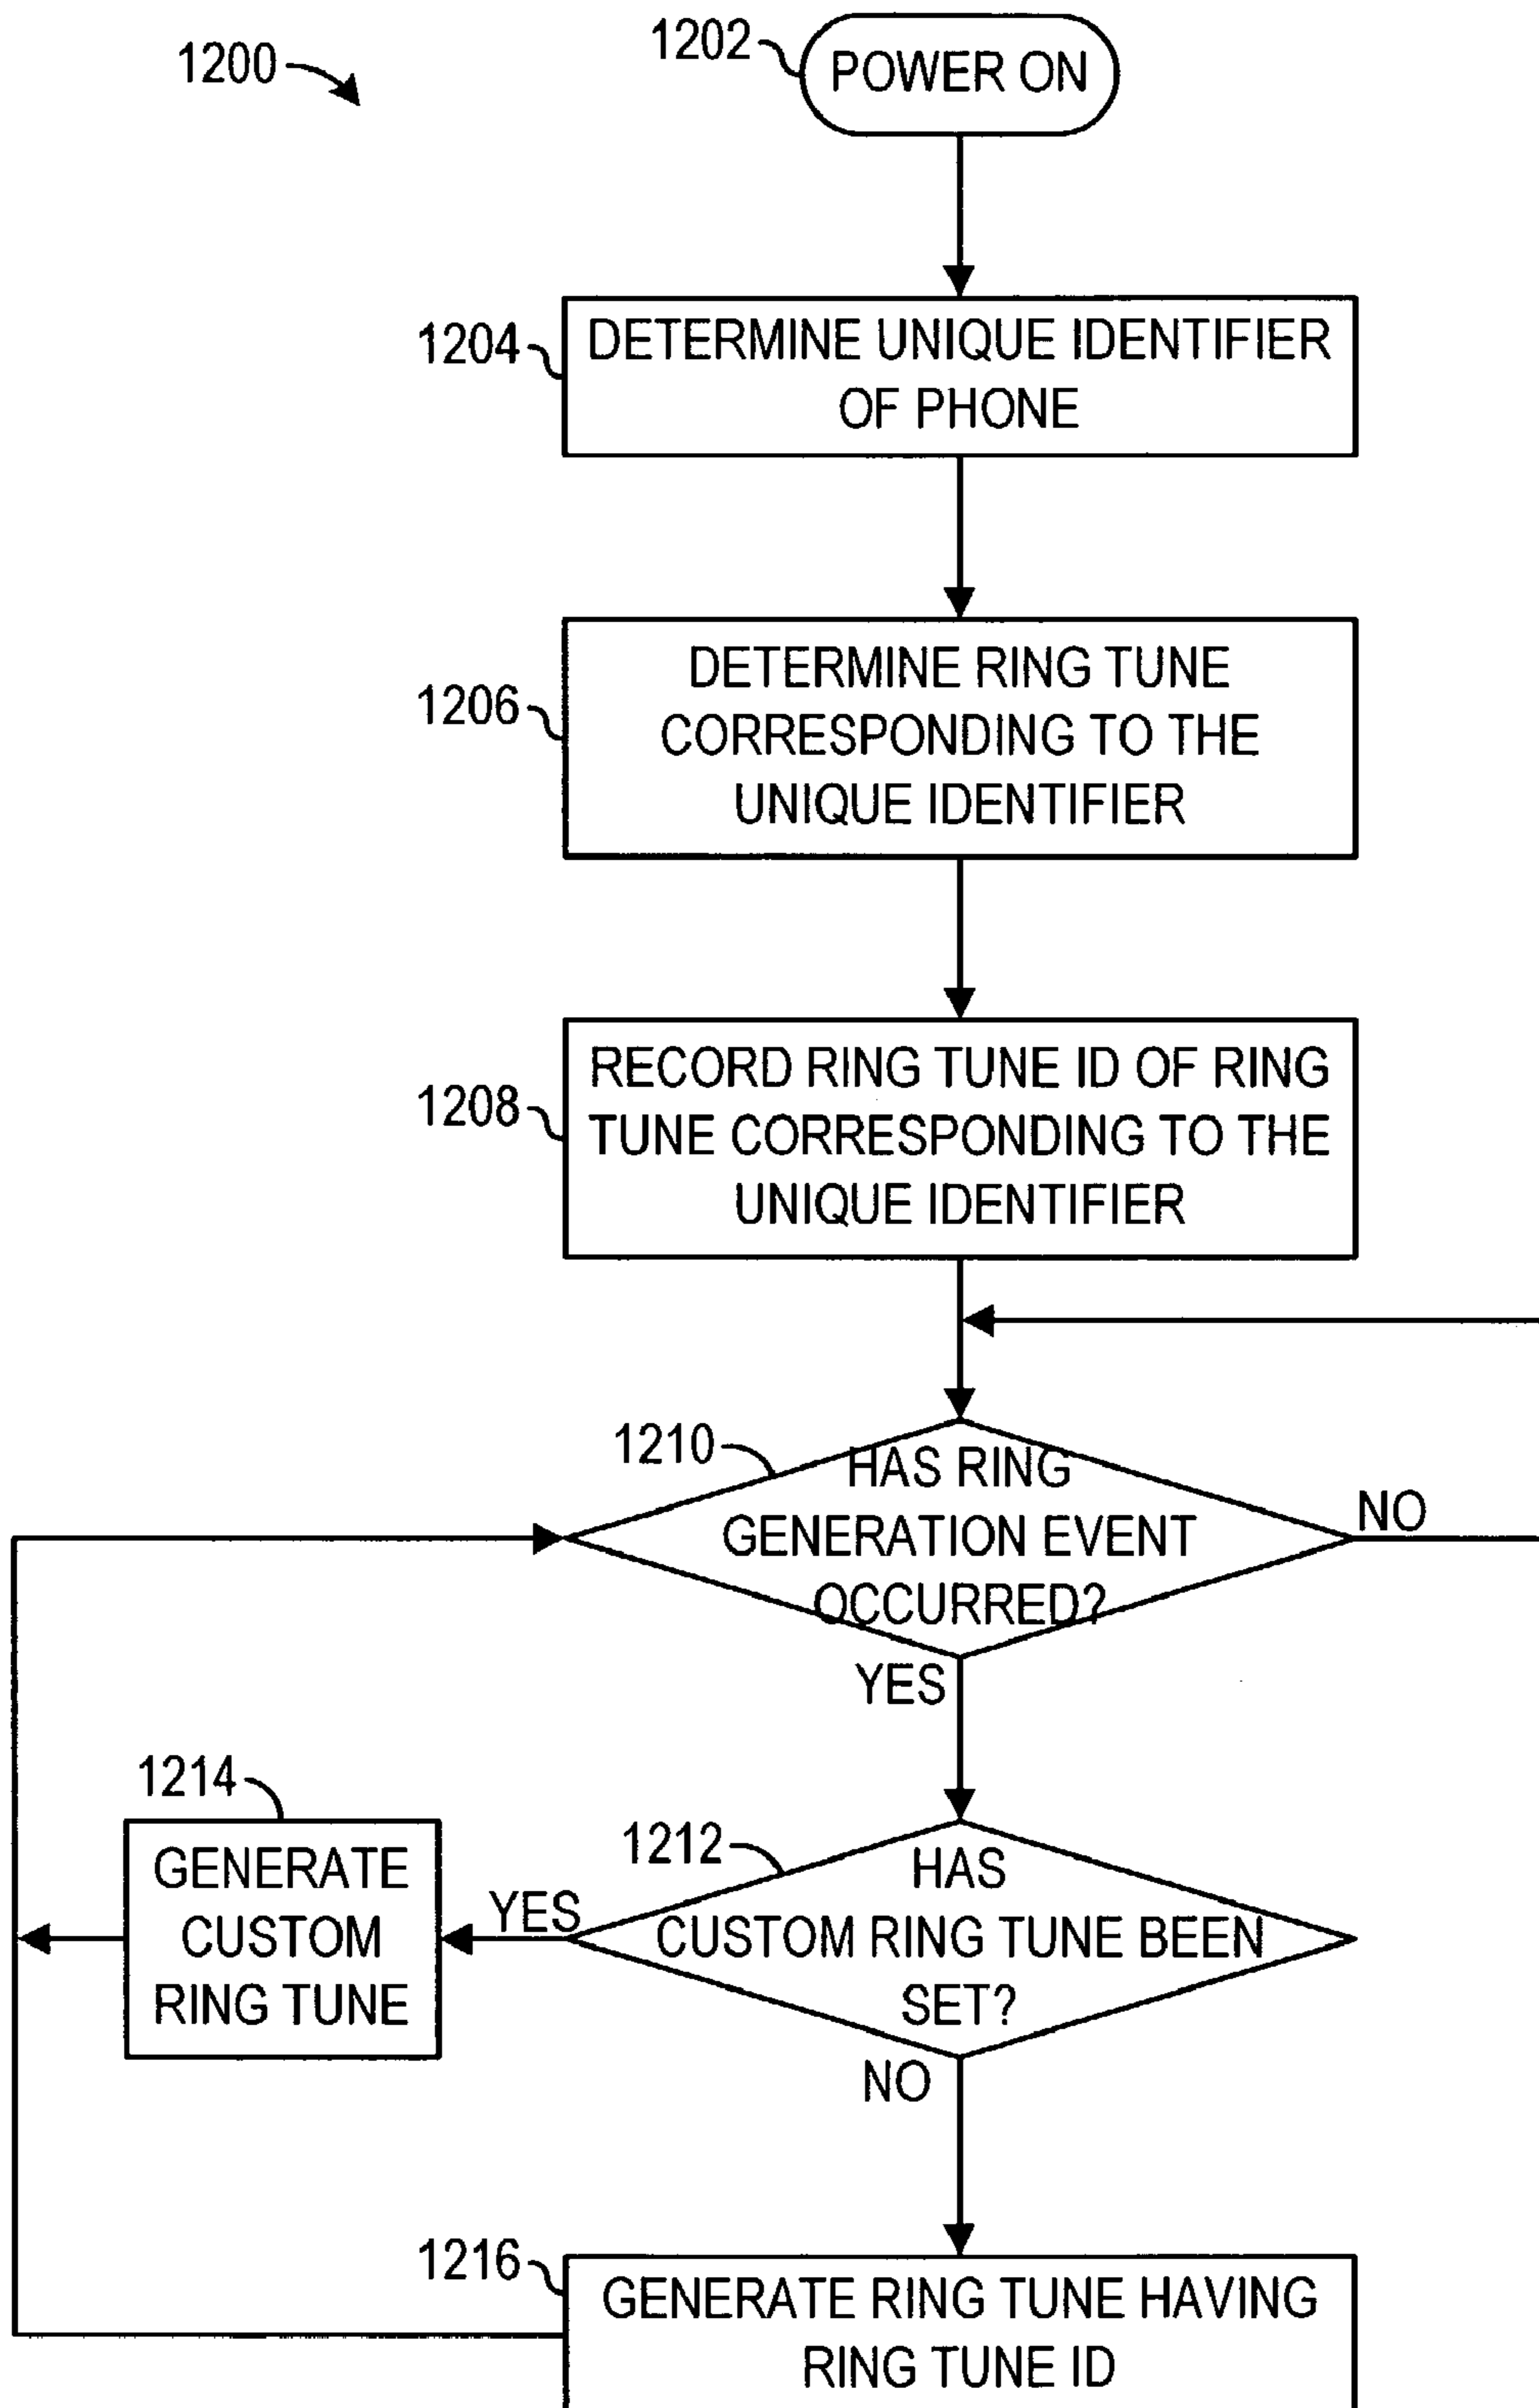 1200
1202
POWER ON
1204
DETERMINE UNIQUE IDENTIFIER
OF PHONE
1206
DETERMINE RING TUNE
CORRESPONDING TO THE
UNIQUE IDENTIFIER
1208
RECORD RING TUNE ID OF RING
TUNE CORRESPONDING TO THE
UNIQUE IDENTIFIER
1210
HAS RING
GENERATION EVENT
OCCURRED?
NO
YES
1214
GENERATE
CUSTOM
RING TUNE
YES
1212
HAS
CUSTOM RING TUNE BEEN
SET?
NO
1216
GENERATE RING TUNE HAVING
RING TUNE ID